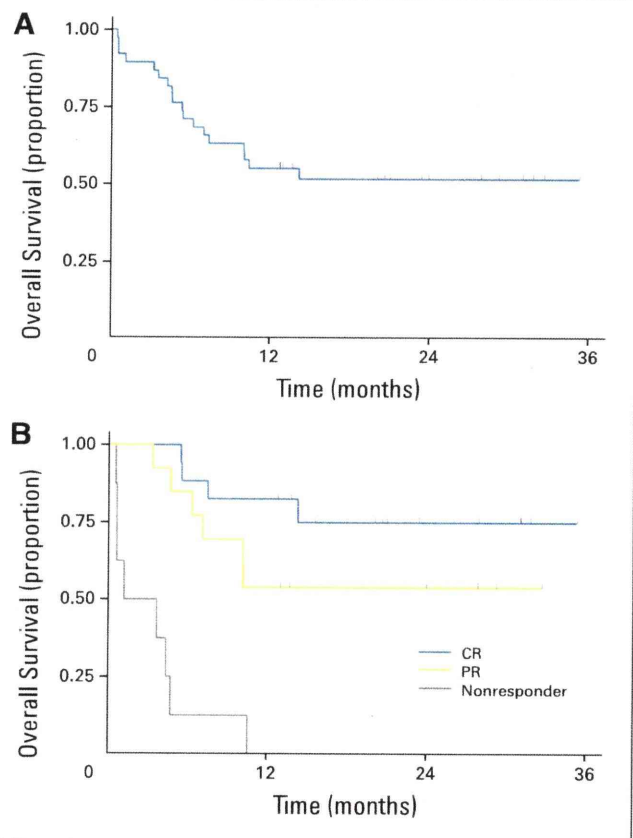 A
Overall Survival (proportion)
1.00
0.75
0.50
0.25
0
12
24
36
Time (months)
B
Overall Survival (proportion)
1.00
0.75
0.50
0.25
0
12
24
36
CR
PR
Nonresponder
Time (months)